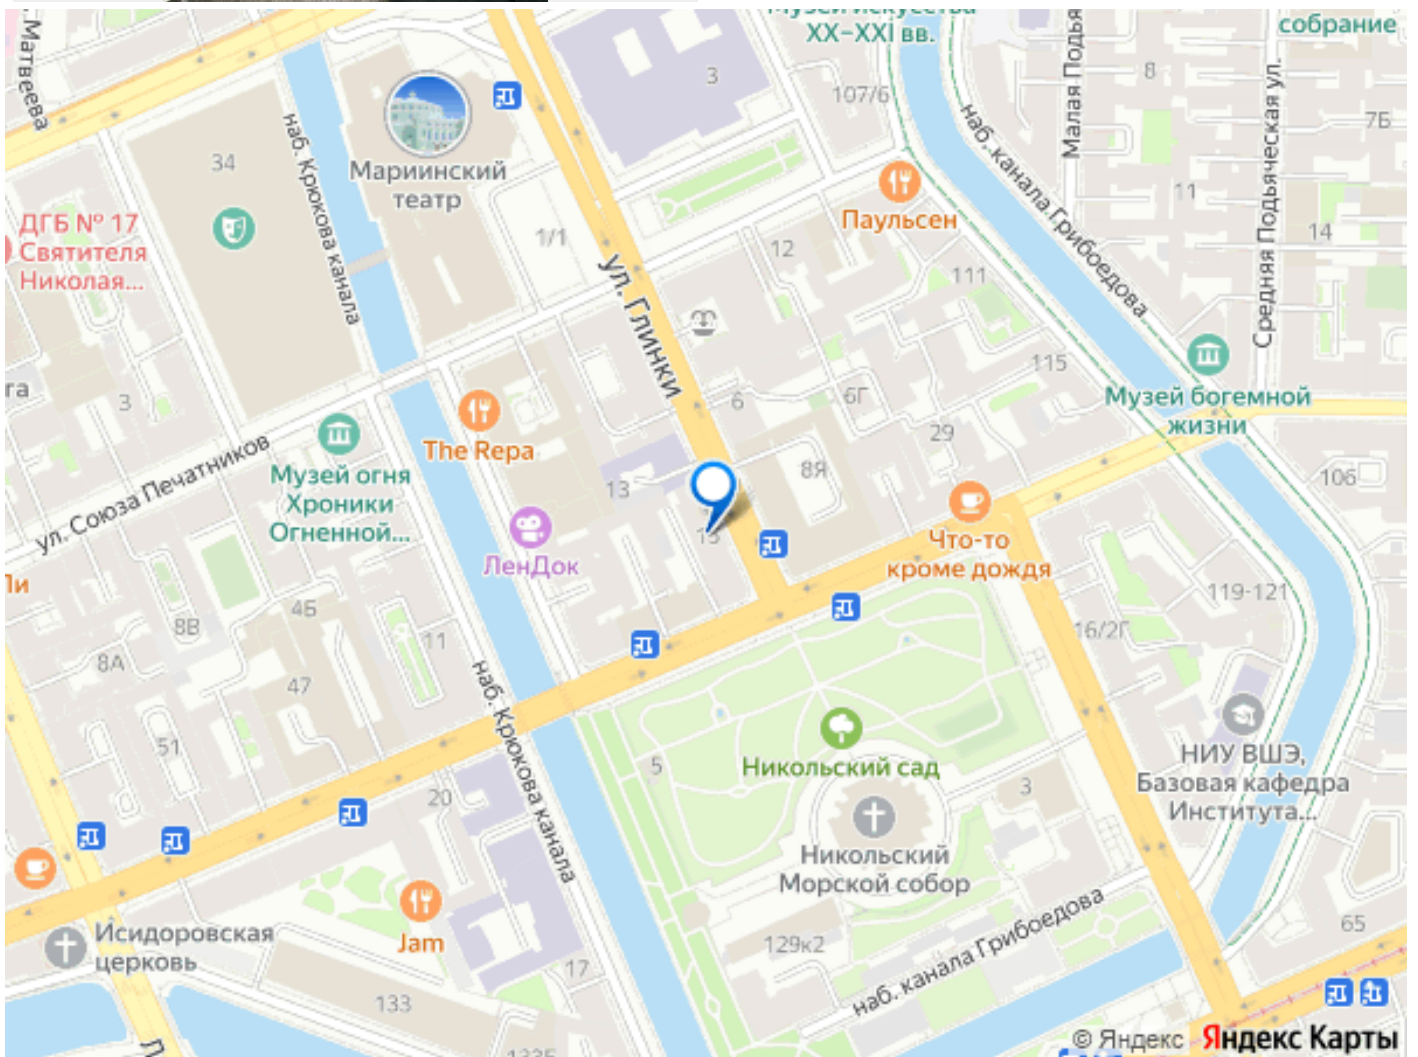 Музей искусства
XX–XXI вв.
собрание
Матвеева
3
107/6
8
7Б
Малая Подья
Средняя Подьяческая ул.
наб. канала Грибоедова
34
наб. Крюкова канала
Мариинский
театр
ДГБ № 17
Святителя
Николая...
1/1
Паульсен
11
14
12
111
ул. Глинки
115
га
3
6
6Г
Музей богемной
жизни
The Repa
29
ул. Союза Печатников
Музей огня
Хроники
Огненной...
13
8Я
106
15
ЛенДок
Что-то
кроме дождя
119-121
4Б
8В
11
16/2Г
8А
47
наб. Крюкова канала
51
5
Никольский сад
3
НИУ ВШЭ,
Базовая кафедра
Института...
20
Никольский
Морской собор
Исидоровская
церковь
Jam
129к2
наб. канала Грибоедова
65
17
133
© Яндекс Яндекс Карты